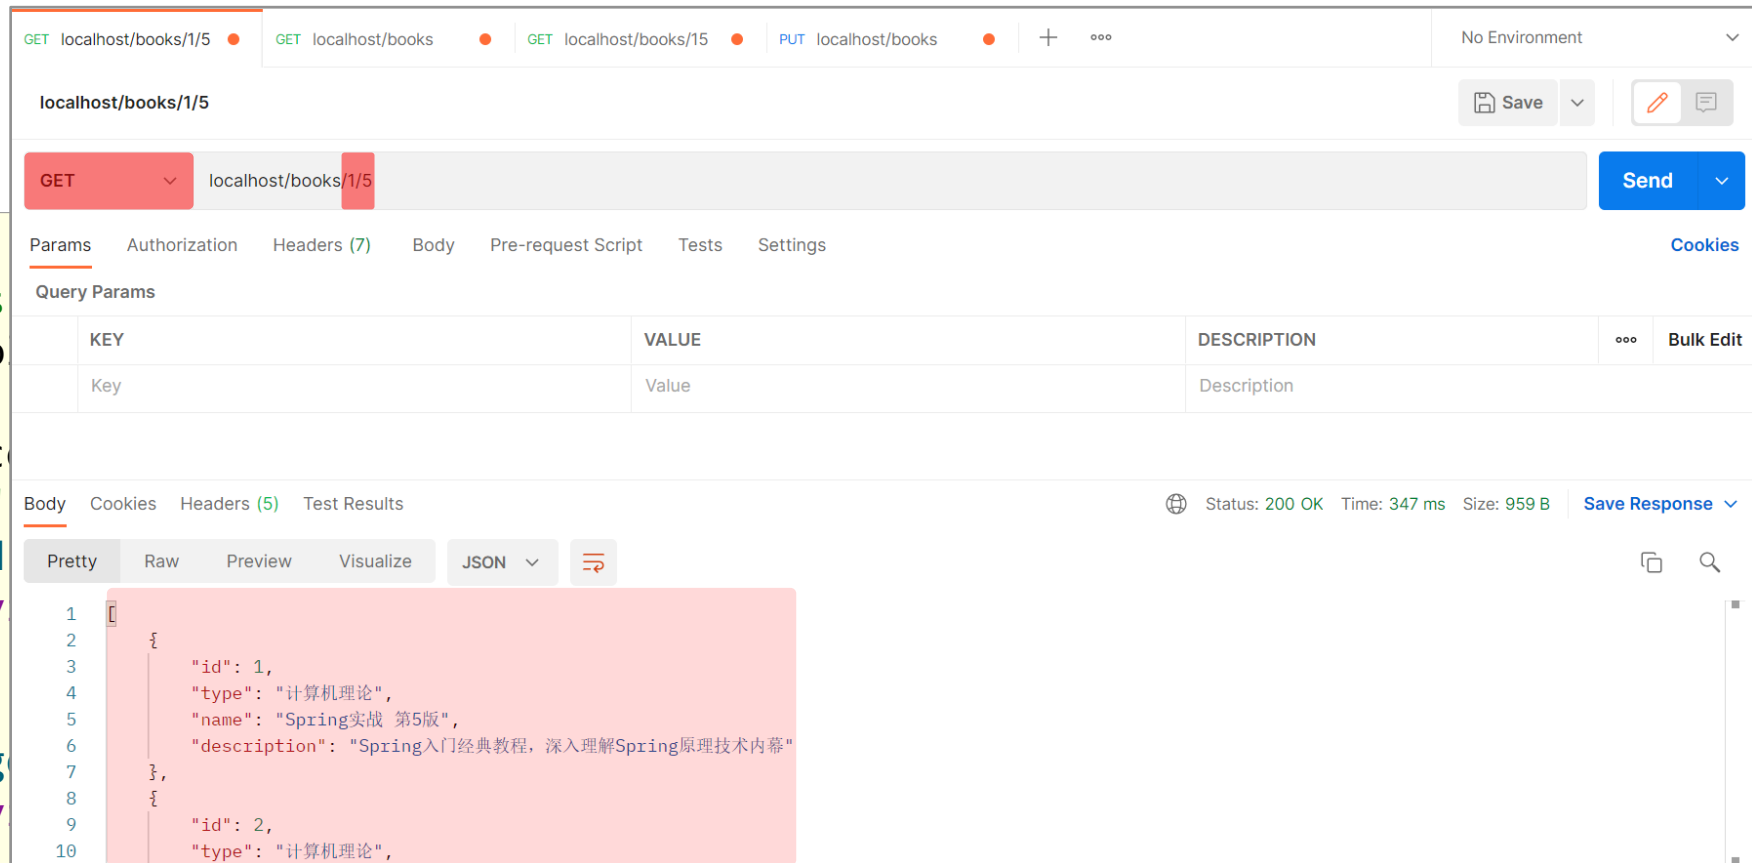 GET localhost/books/1/5 GET localhost/books GET localhost/books/15 PUT localhost/books No Environment
localhost/books/1/5 Save
GET localhost/books/1/5 Send
Params Authorization Headers (7) Body Pre-request Script Tests Settings Cookies
Query Params
KEY VALUE DESCRIPTION Bulk Edit
Key Value Description
Body Cookies Headers (5) Test Results Status: 200 OK Time: 347 ms Size: 959 B Save Response
Pretty Raw Preview Visualize JSON
1 [
2 {
3 "id": 1,
4 "type": "计算机理论",
5 "name": "Spring实战 第5版",
6 "description": "Spring入门经典教程，深入理解Spring原理技术内幕"
7 },
8 {
9 "id": 2,
10 "type": "计算机理论",